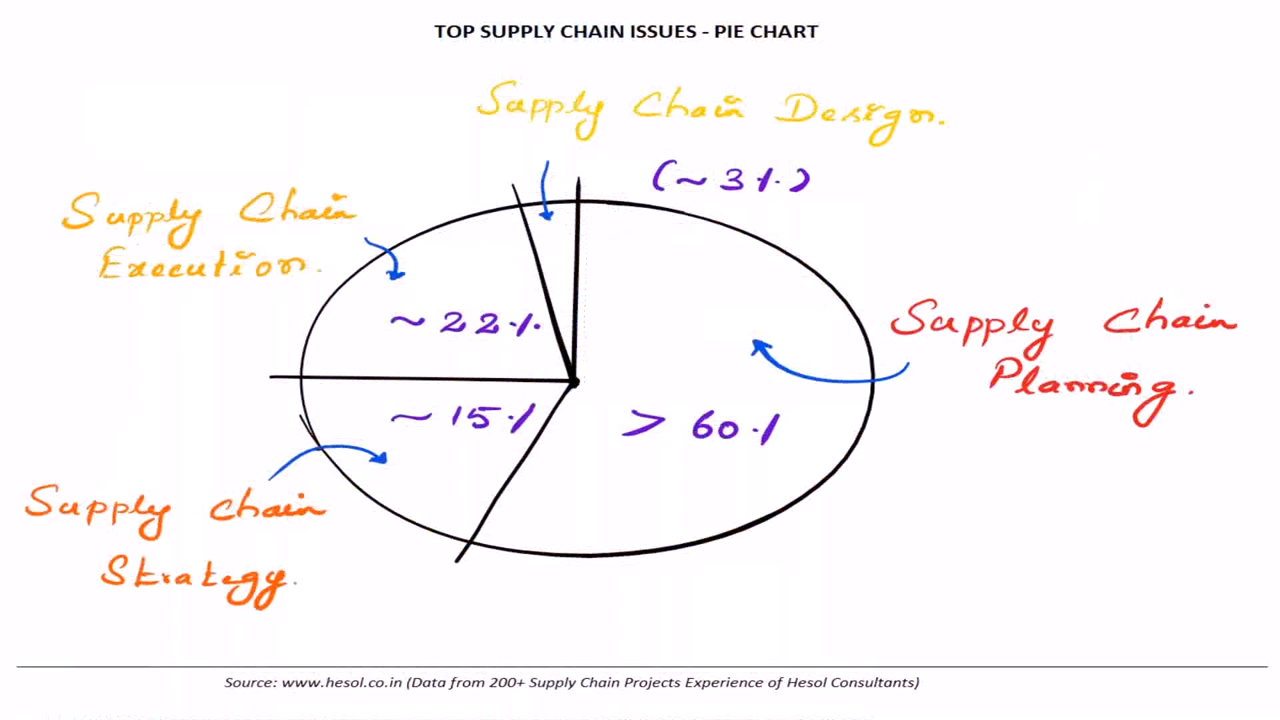 TOP SUPPLY CHAIN ISSUES - PIE CHART
Supply Chain Design.
(~ 3%)
Supply Chain
Execution.
~ 22%
Supply Chain
Planning.
~ 15%
> 60%
Supply chain
Strategy.
Source: www.hesol.co.in (Data from 200+ Supply Chain Projects Experience of Hesol Consultants)